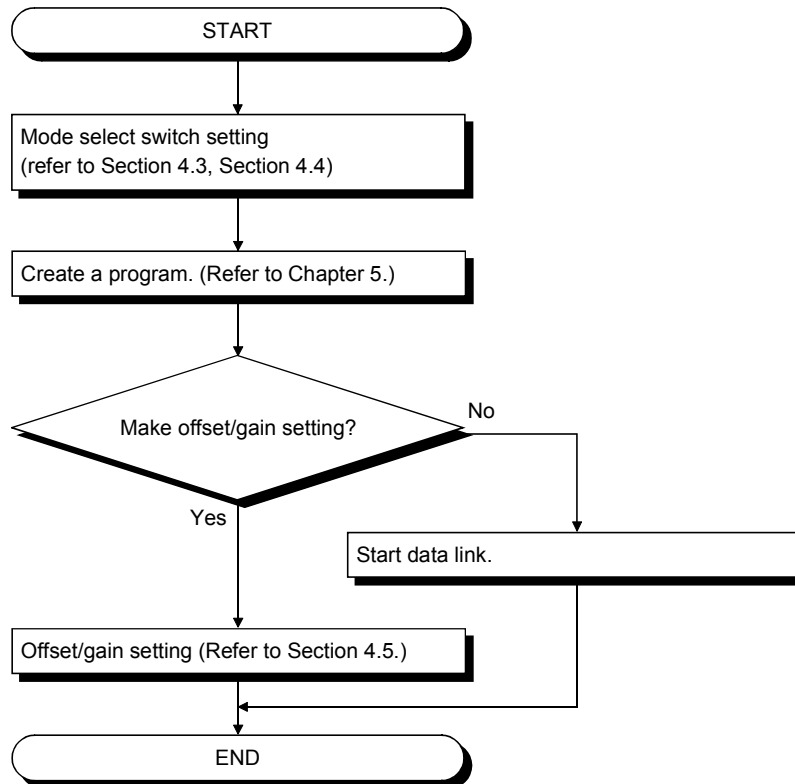 START
Mode select switch setting
(refer to Section 4.3, Section 4.4)
Create a program. (Refer to Chapter 5.)
Make offset/gain setting?
No
Yes
Start data link.
Offset/gain setting (Refer to Section 4.5.)
END